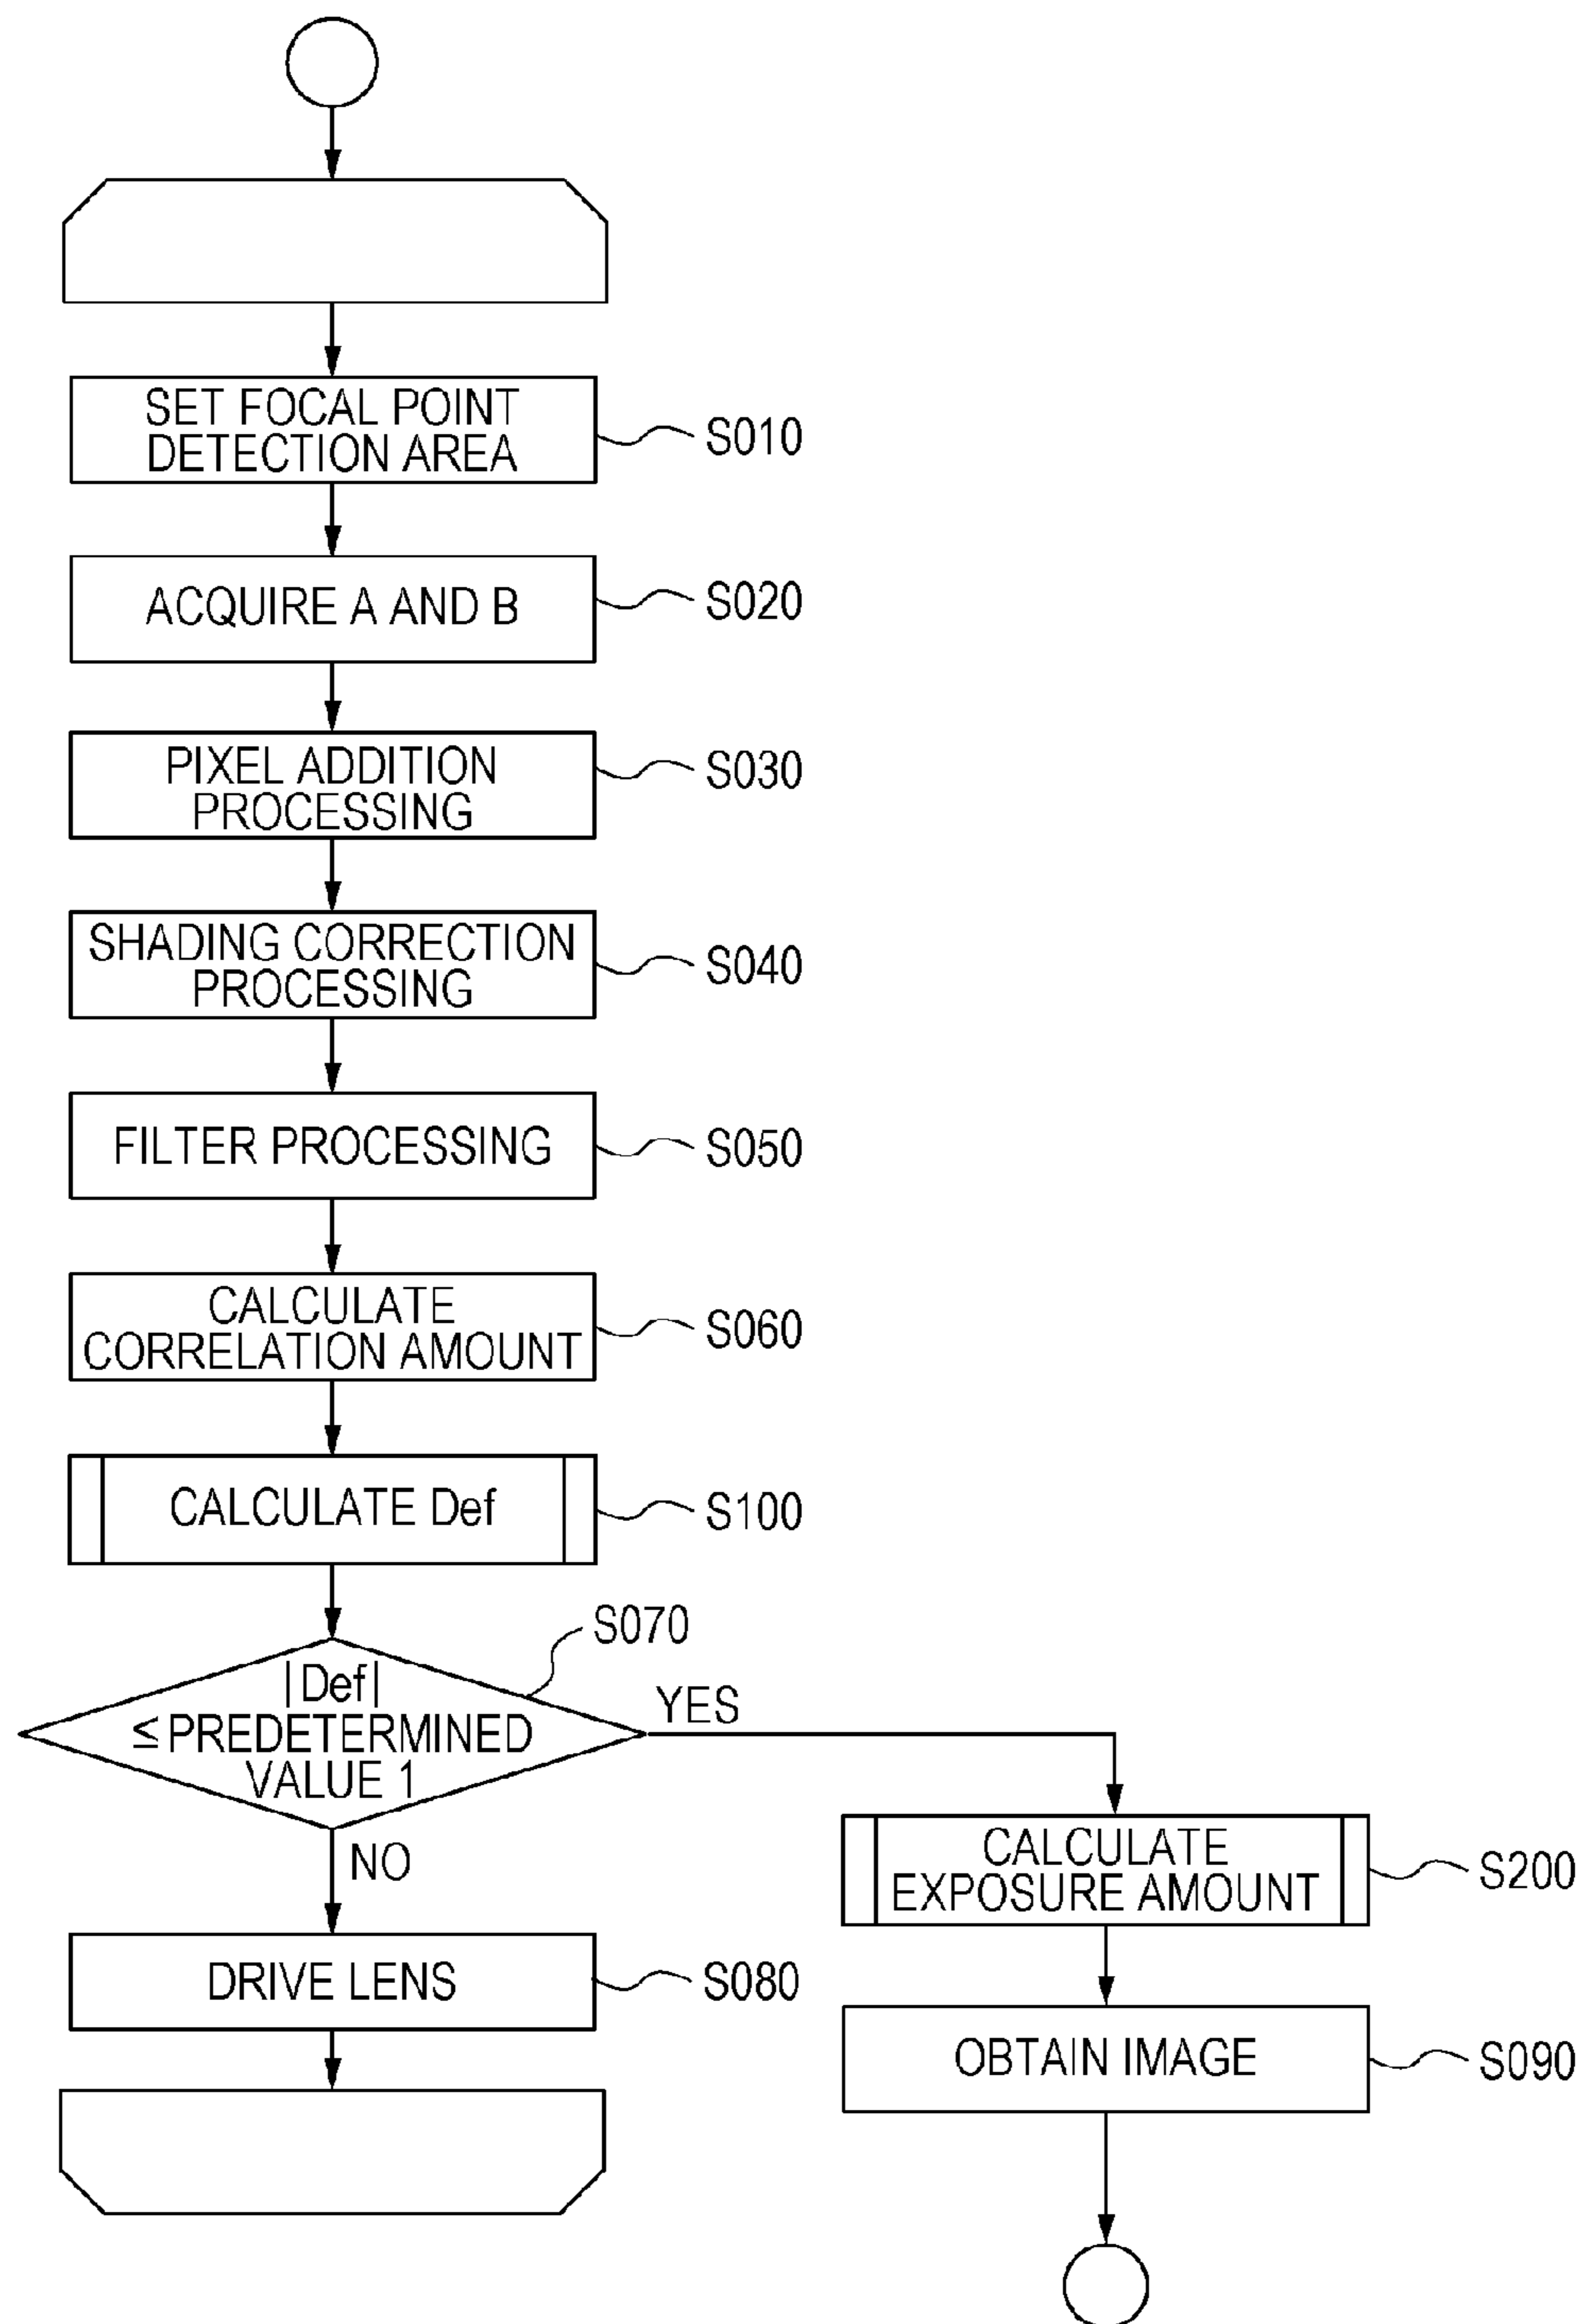 SET FOCAL POINT
DETECTION AREA
S010
ACQUIRE A AND B
S020
PIXEL ADDITION
PROCESSING
S030
SHADING CORRECTION
PROCESSING
S040
FILTER PROCESSING
S050
CALCULATE
CORRELATION AMOUNT
S060
CALCULATE Def
S100
S070
|Def|
≤ PREDETERMINED
VALUE 1
YES
NO
CALCULATE
EXPOSURE AMOUNT
S200
DRIVE LENS
S080
OBTAIN IMAGE
S090